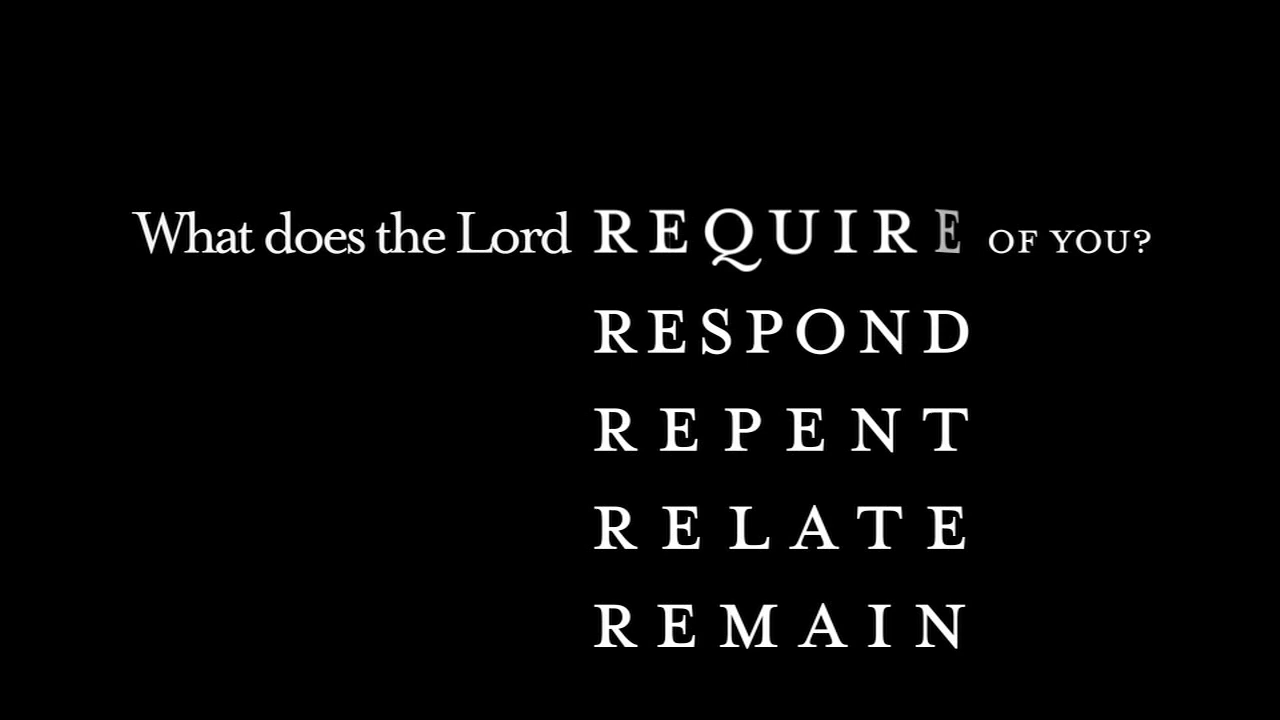 What does the Lord REQUIRE OF YOU?
RESPOND
REPENT
RELATE
REMAIN